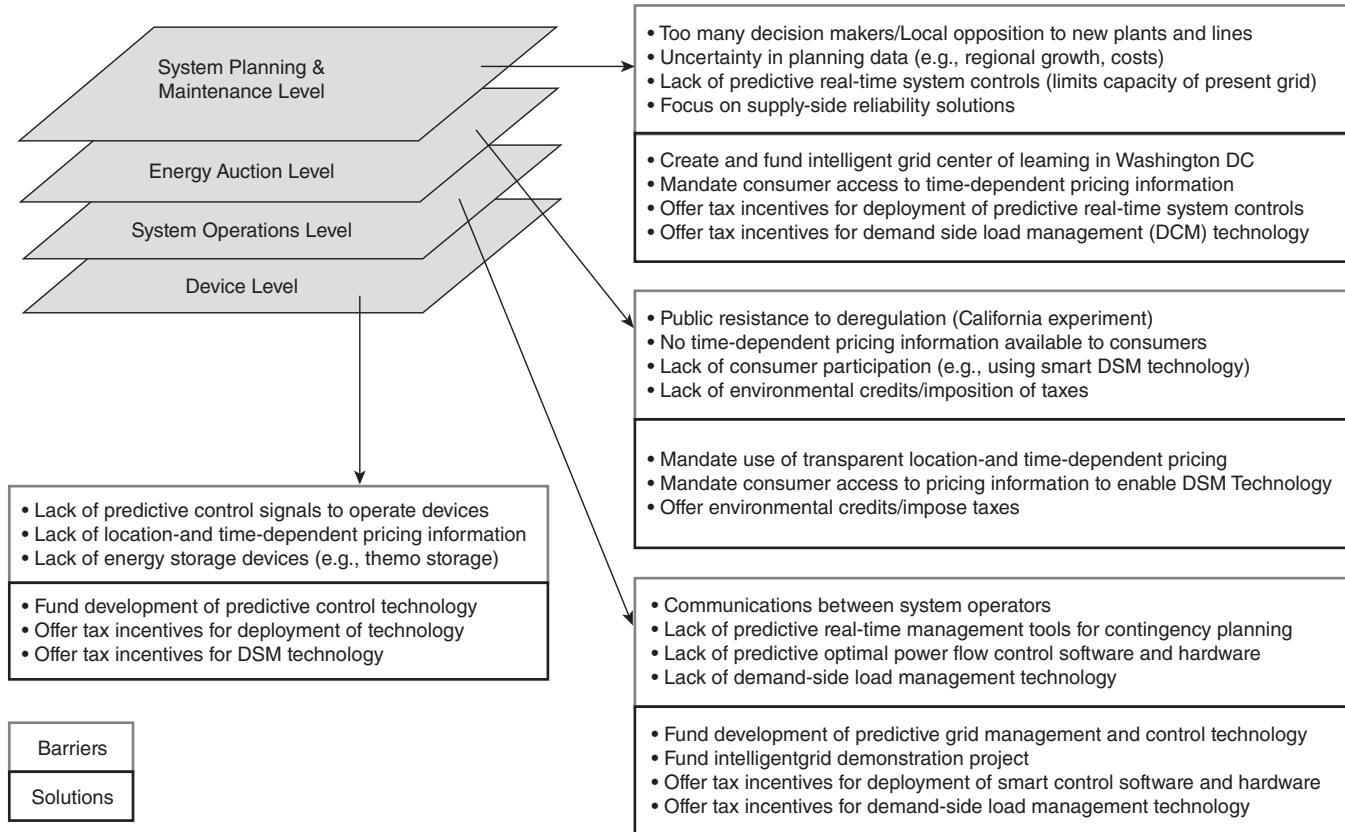 System Planning &
Maintenance Level
Energy Auction Level
System Operations Level
Device Level
• Too many decision makers/Local opposition to new plants and lines
• Uncertainty in planning data (e.g., regional growth, costs)
• Lack of predictive real-time system controls (limits capacity of present grid)
• Focus on supply-side reliability solutions
• Create and fund intelligent grid center of learning in Washington DC
• Mandate consumer access to time-dependent pricing information
• Offer tax incentives for deployment of predictive real-time system controls
• Offer tax incentives for demand side load management (DCM) technology
• Public resistance to deregulation (California experiment)
• No time-dependent pricing information available to consumers
• Lack of consumer participation (e.g., using smart DSM technology)
• Lack of environmental credits/imposition of taxes
• Mandate use of transparent location-and time-dependent pricing
• Mandate consumer access to pricing information to enable DSM Technology
• Offer environmental credits/impose taxes
• Lack of predictive control signals to operate devices
• Lack of location-and time-dependent pricing information
• Lack of energy storage devices (e.g., themo storage)
• Fund development of predictive control technology
• Offer tax incentives for deployment of technology
• Offer tax incentives for DSM technology
• Communications between system operators
• Lack of predictive real-time management tools for contingency planning
• Lack of predictive optimal power flow control software and hardware
• Lack of demand-side load management technology
• Fund development of predictive grid management and control technology
• Fund intelligentgrid demonstration project
• Offer tax incentives for deployment of smart control software and hardware
• Offer tax incentives for demand-side load management technology
Barriers
Solutions